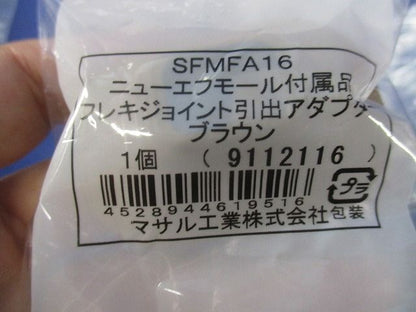 SFMFA16
ニューエフモール付属品
フレキジョイント引出アダプタ
ブラウン
1個 ( 9112116 )
4528944619516
プラ
包装
マサル工業株式会社